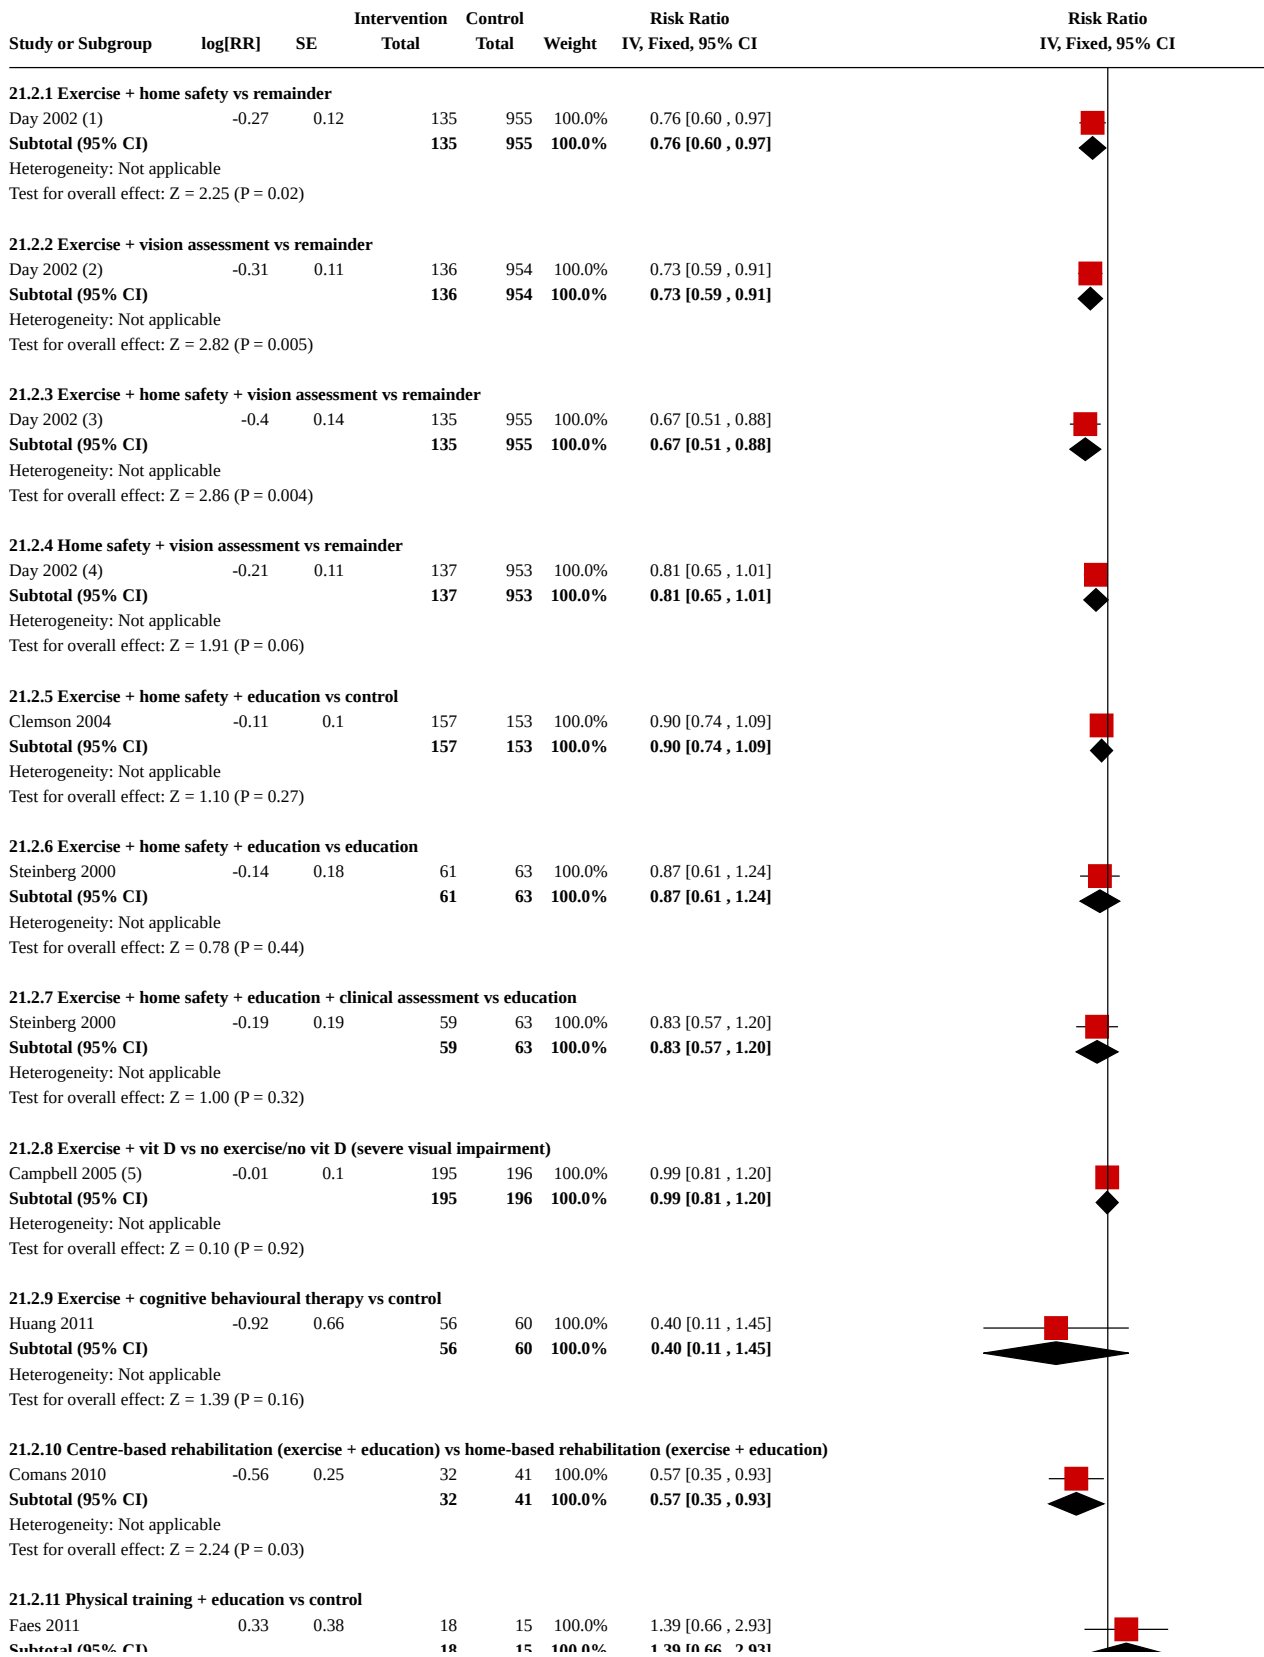 Intervention Control Risk Ratio Risk Ratio
Study or Subgroup log[RR] SE Total Total Weight IV, Fixed, 95% CI IV, Fixed, 95% CI
21.2.1 Exercise + home safety vs remainder
Day 2002 (1) -0.27 0.12 135 955 100.0% 0.76 [0.60 , 0.97]
Subtotal (95% CI) 135 955 100.0% 0.76 [0.60 , 0.97]
Heterogeneity: Not applicable
Test for overall effect: Z = 2.25 (P = 0.02)
21.2.2 Exercise + vision assessment vs remainder
Day 2002 (2) -0.31 0.11 136 954 100.0% 0.73 [0.59 , 0.91]
Subtotal (95% CI) 136 954 100.0% 0.73 [0.59 , 0.91]
Heterogeneity: Not applicable
Test for overall effect: Z = 2.82 (P = 0.005)
21.2.3 Exercise + home safety + vision assessment vs remainder
Day 2002 (3) -0.4 0.14 135 955 100.0% 0.67 [0.51 , 0.88]
Subtotal (95% CI) 135 955 100.0% 0.67 [0.51 , 0.88]
Heterogeneity: Not applicable
Test for overall effect: Z = 2.86 (P = 0.004)
21.2.4 Home safety + vision assessment vs remainder
Day 2002 (4) -0.21 0.11 137 953 100.0% 0.81 [0.65 , 1.01]
Subtotal (95% CI) 137 953 100.0% 0.81 [0.65 , 1.01]
Heterogeneity: Not applicable
Test for overall effect: Z = 1.91 (P = 0.06)
21.2.5 Exercise + home safety + education vs control
Clemson 2004 -0.11 0.1 157 153 100.0% 0.90 [0.74 , 1.09]
Subtotal (95% CI) 157 153 100.0% 0.90 [0.74 , 1.09]
Heterogeneity: Not applicable
Test for overall effect: Z = 1.10 (P = 0.27)
21.2.6 Exercise + home safety + education vs education
Steinberg 2000 -0.14 0.18 61 63 100.0% 0.87 [0.61 , 1.24]
Subtotal (95% CI) 61 63 100.0% 0.87 [0.61 , 1.24]
Heterogeneity: Not applicable
Test for overall effect: Z = 0.78 (P = 0.44)
21.2.7 Exercise + home safety + education + clinical assessment vs education
Steinberg 2000 -0.19 0.19 59 63 100.0% 0.83 [0.57 , 1.20]
Subtotal (95% CI) 59 63 100.0% 0.83 [0.57 , 1.20]
Heterogeneity: Not applicable
Test for overall effect: Z = 1.00 (P = 0.32)
21.2.8 Exercise + vit D vs no exercise/no vit D (severe visual impairment)
Campbell 2005 (5) -0.01 0.1 195 196 100.0% 0.99 [0.81 , 1.20]
Subtotal (95% CI) 195 196 100.0% 0.99 [0.81 , 1.20]
Heterogeneity: Not applicable
Test for overall effect: Z = 0.10 (P = 0.92)
21.2.9 Exercise + cognitive behavioural therapy vs control
Huang 2011 -0.92 0.66 56 60 100.0% 0.40 [0.11 , 1.45]
Subtotal (95% CI) 56 60 100.0% 0.40 [0.11 , 1.45]
Heterogeneity: Not applicable
Test for overall effect: Z = 1.39 (P = 0.16)
21.2.10 Centre-based rehabilitation (exercise + education) vs home-based rehabilitation (exercise + education)
Comans 2010 -0.56 0.25 32 41 100.0% 0.57 [0.35 , 0.93]
Subtotal (95% CI) 32 41 100.0% 0.57 [0.35 , 0.93]
Heterogeneity: Not applicable
Test for overall effect: Z = 2.24 (P = 0.03)
21.2.11 Physical training + education vs control
Faes 2011 0.33 0.38 18 15 100.0% 1.39 [0.66 , 2.93]
Subtotal (95% CI) 18 15 100.0% 1.39 [0.66 , 2.93]